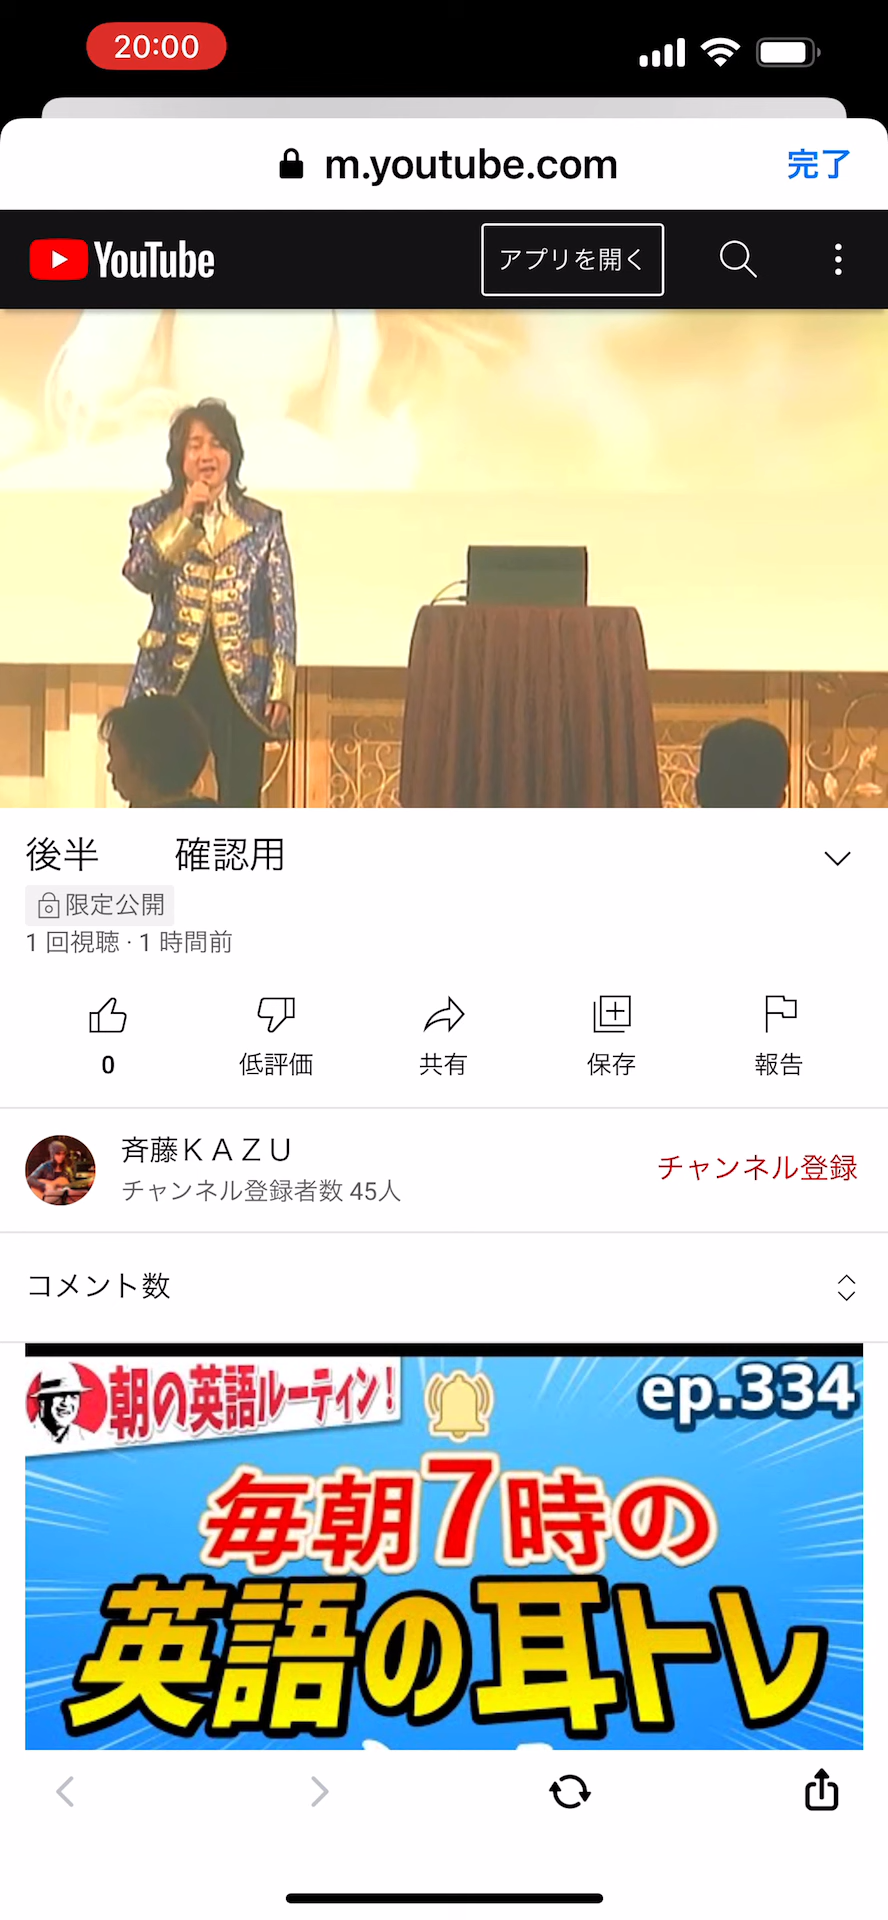 20:00
m.youtube.com
完了
YouTube
アプリを開く
後半　　確認用
限定公開
1 回視聴 · 1 時間前
0
低評価
共有
保存
報告
斉藤ＫＡＺＵ
チャンネル登録者数 45人
チャンネル登録
コメント数
朝の英語ルーティン！
ep.334
毎朝7時の
英語の耳トレ